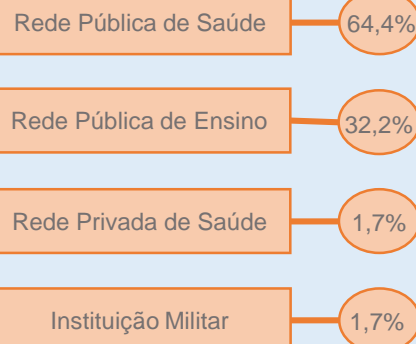 Rede Pública de Saúde 64,4%
Rede Pública de Ensino 32,2%
Rede Privada de Saúde 1,7%
Instituição Militar 1,7%